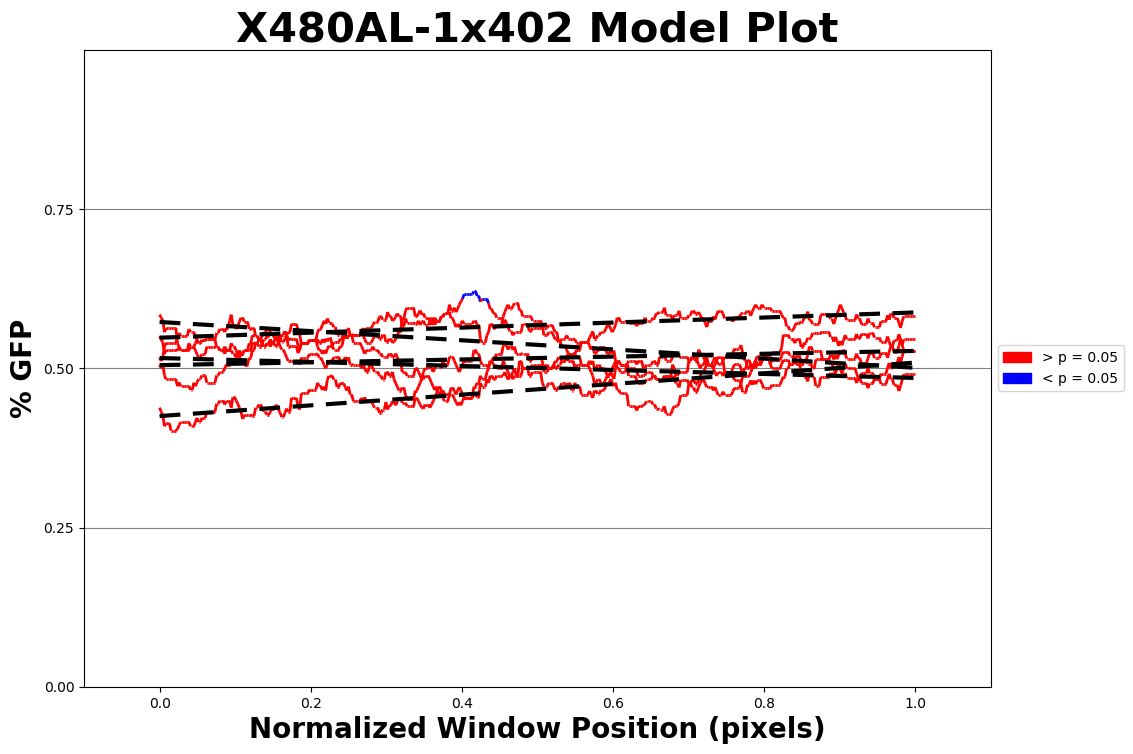 X480AL-1x402 Model Plot
% GFP
0.75
0.50
0.25
0.00
0.0 0.2 0.4 0.6 0.8 1.0
Normalized Window Position (pixels)
> p = 0.05
< p = 0.05